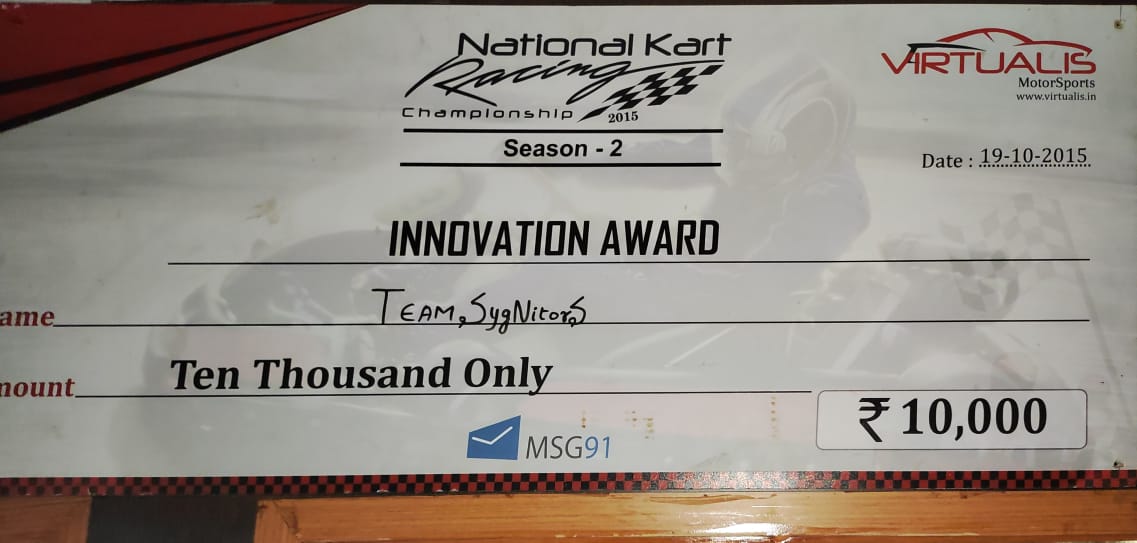 National Kart
Racing
Championship 2015
Season - 2
VIRTUALIS
MotorSports
www.virtualis.in
Date : 19-10-2015
INNOVATION AWARD
ame TEAM SygNitorS
mount Ten Thousand Only
₹ 10,000
MSG91